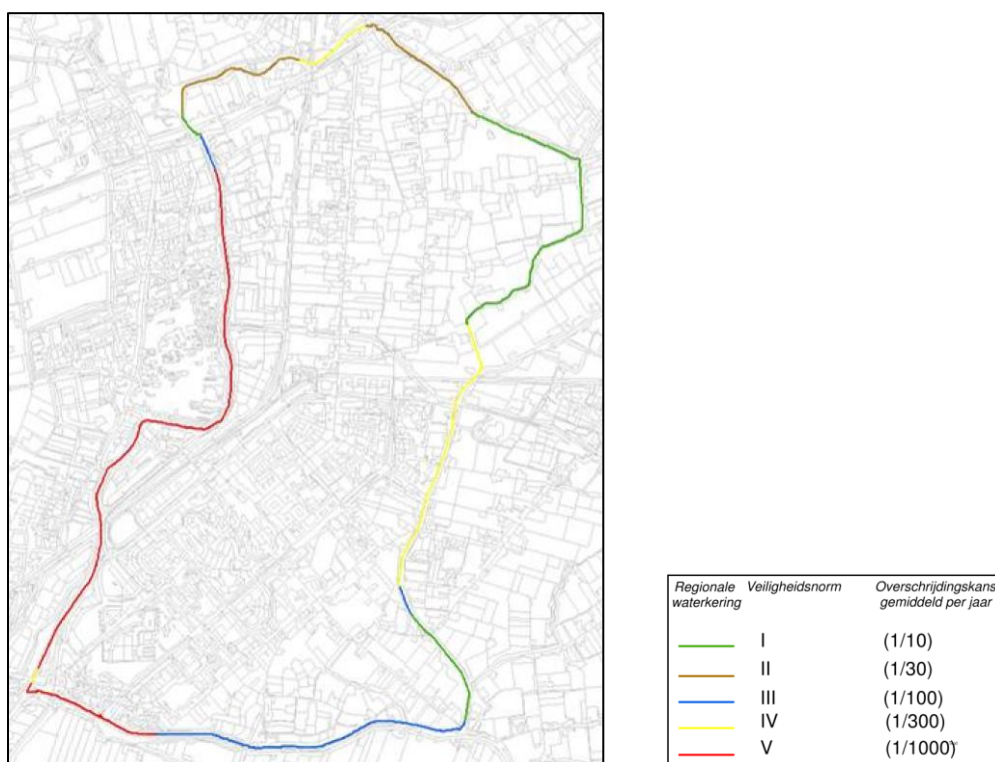 Regionale Veiligheidsnorm Overschrijdingskans
waterkering gemiddeld per jaar
I (1/10)
II (1/30)
III (1/100)
IV (1/300)
V (1/1000)